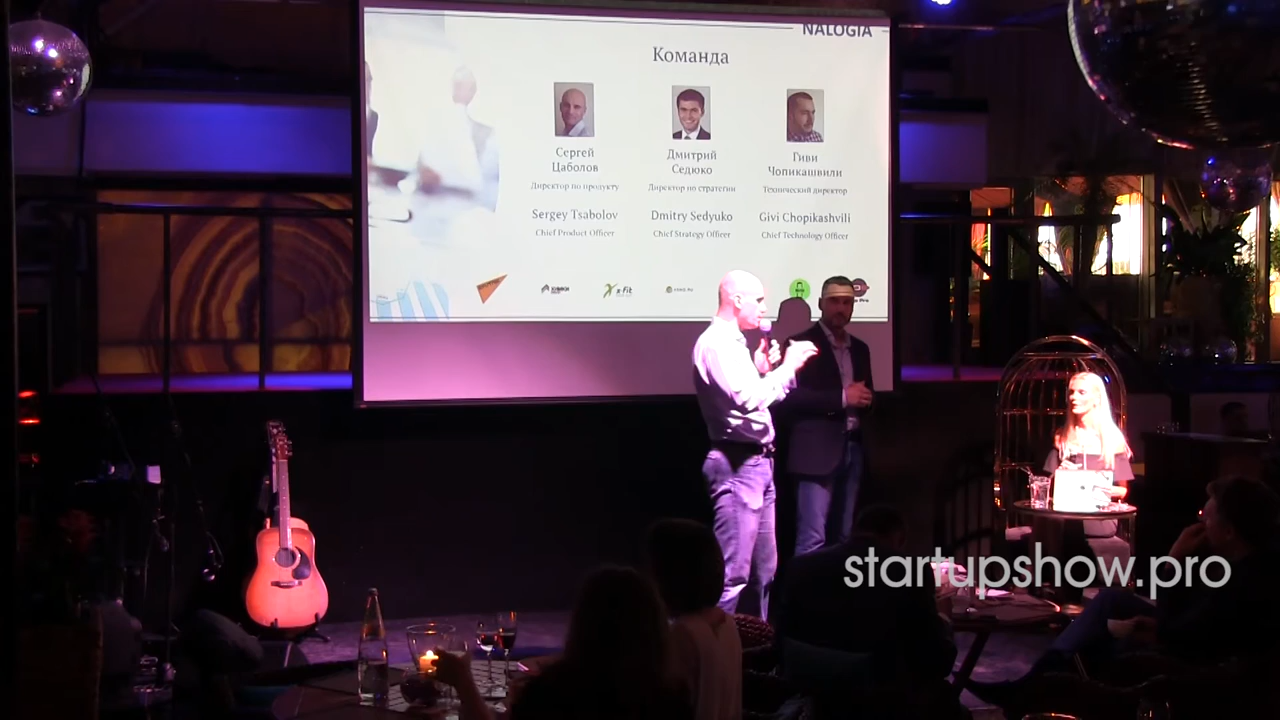 NALOGIA
Команда
Сергей
Цаболов
Дмитрий
Седюко
Гиви
Чопикашвили
Директор по продукту
Директор по стратегии
Технический директор
Sergey Tsabolov
Dmitry Sedyuko
Givi Chopikashvili
Chief Product Officer
Chief Strategy Officer
Chief Technology Officer
x-fit
startupshow.pro